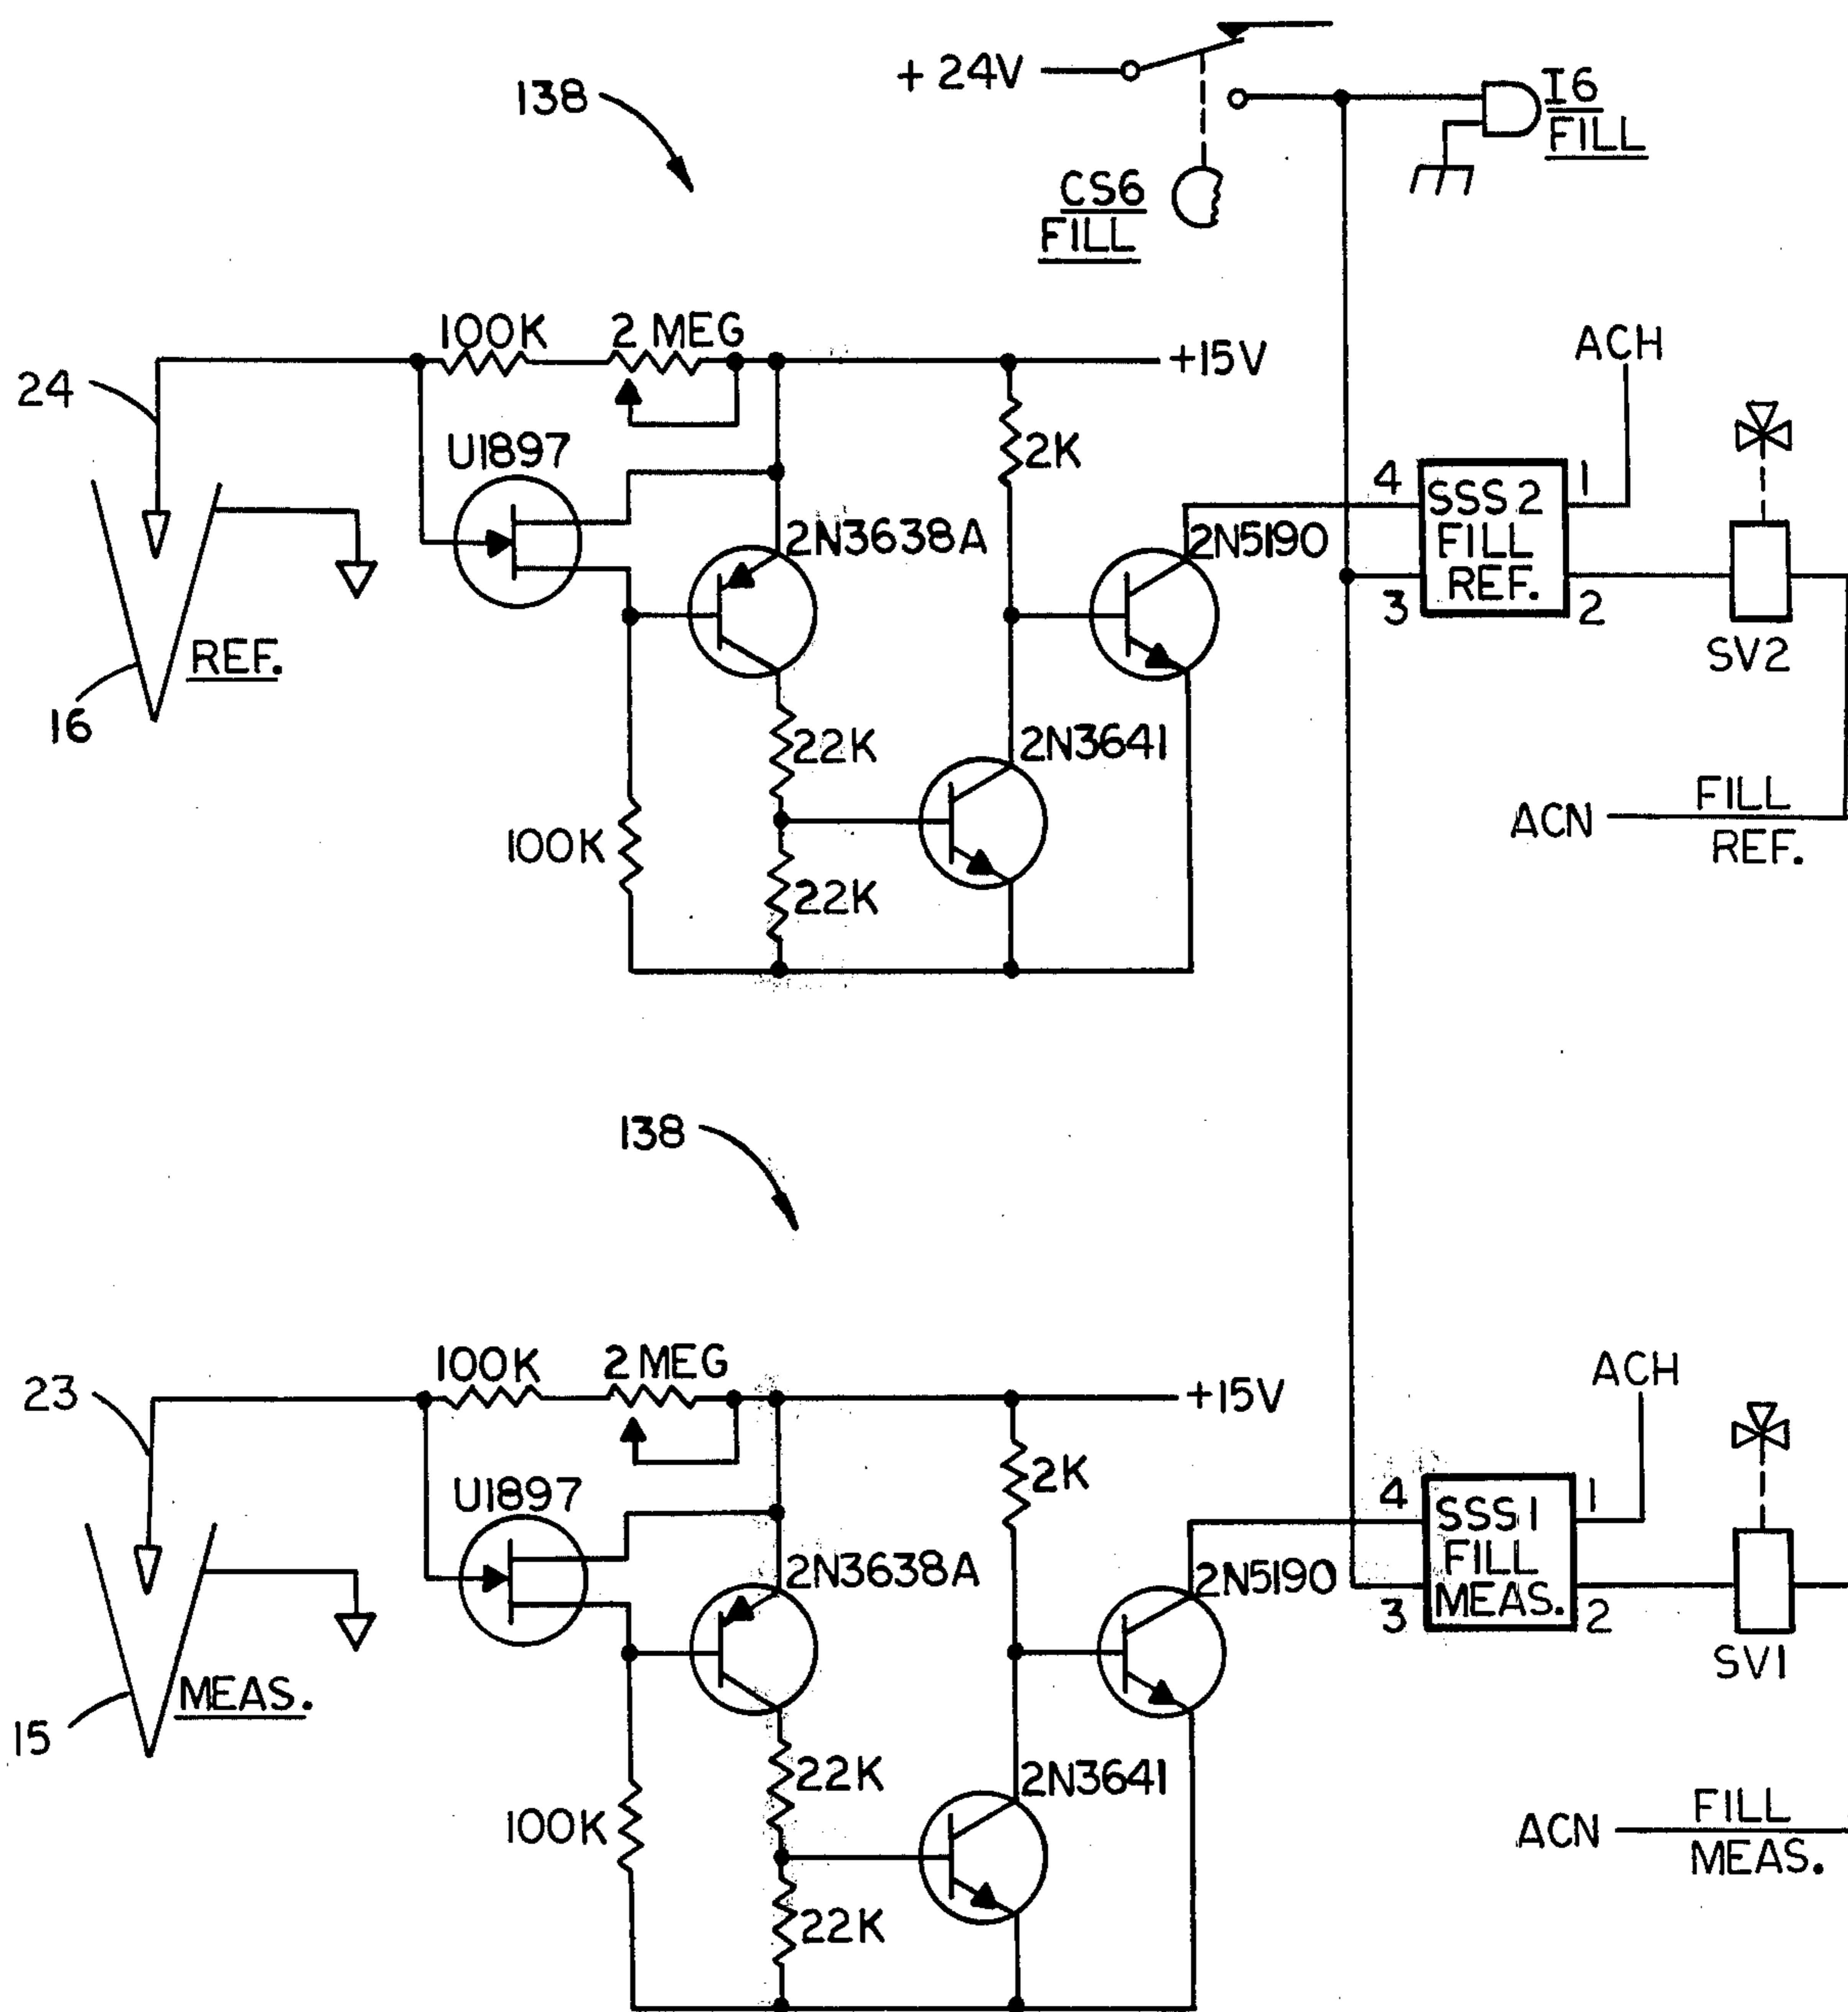 138
+ 24V
I6
FILL
CS6
FILL
100K
2 MEG
+15V
ACH
24
U1897
2K
4
SSS2
FILL
REF.
1
3
2
2N3638A
2N5190
SV2
REF.
16
22K
2N3641
100K
22K
ACN
FILL
REF.
138
100K
2 MEG
+15V
ACH
23
U1897
2K
4
SSS1
FILL
MEAS.
1
3
2
2N3638A
2N5190
SV1
MEAS.
15
22K
2N3641
100K
22K
ACN
FILL
MEAS.